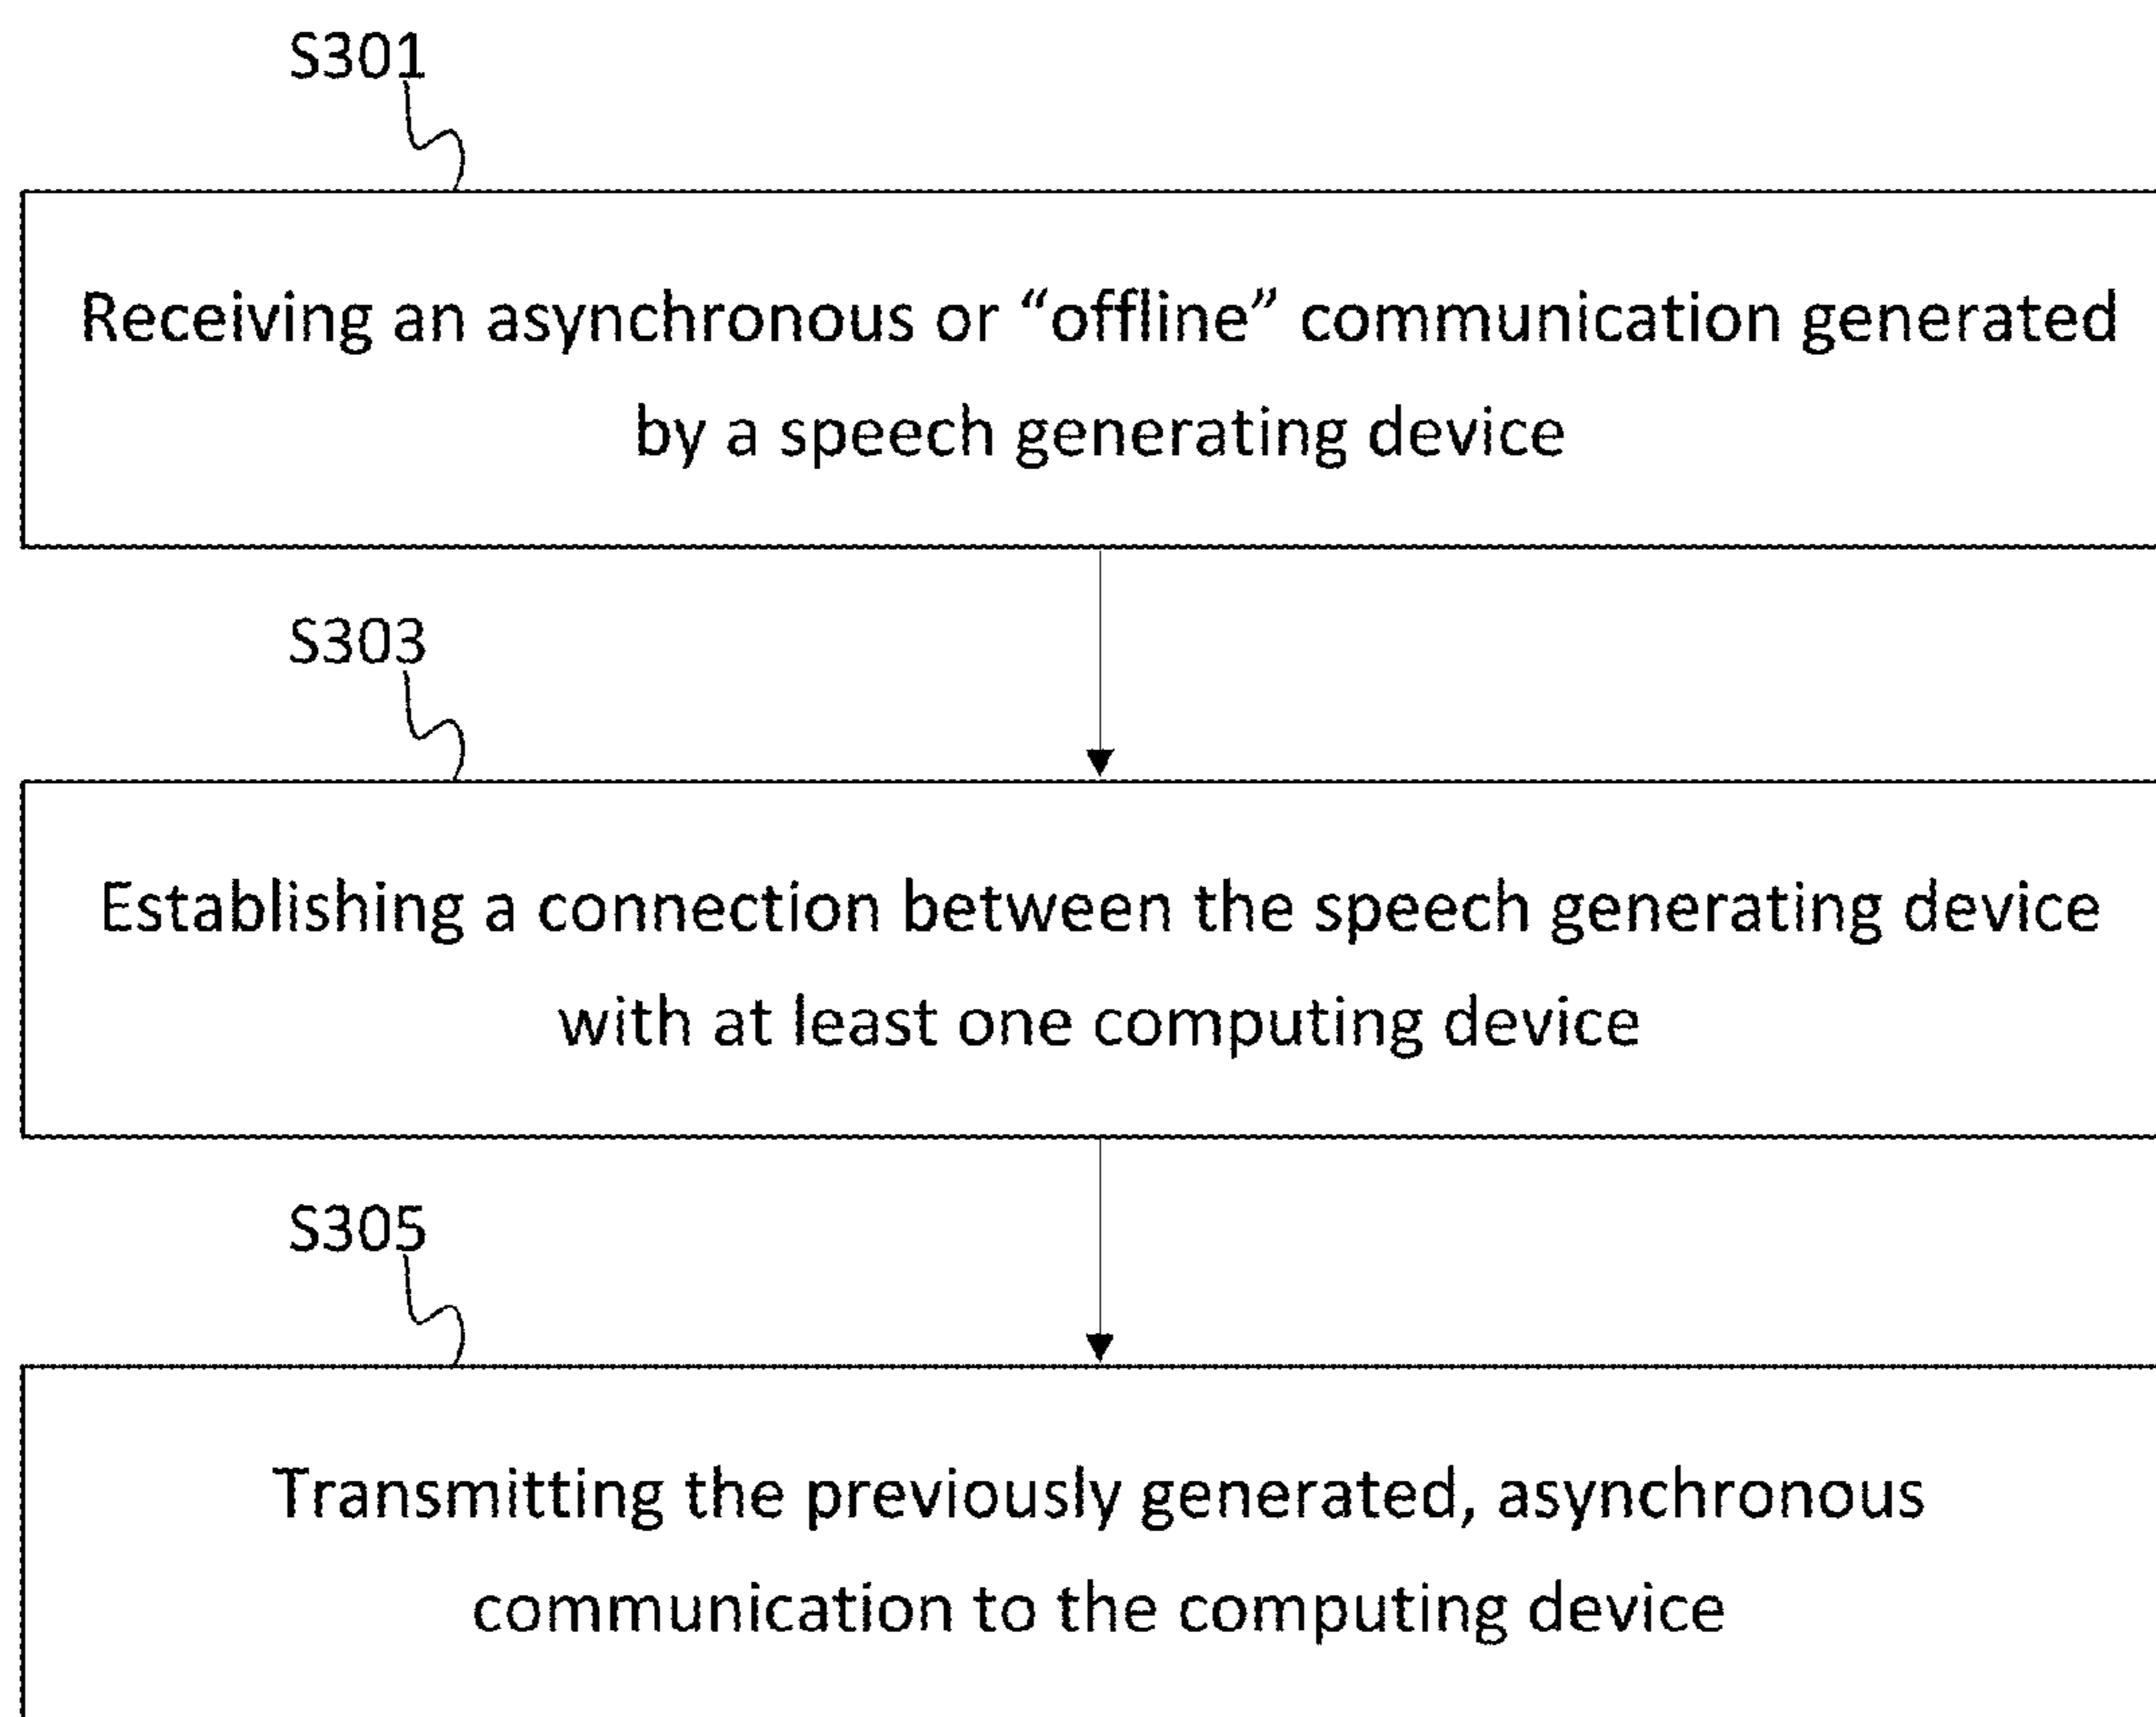 S301
Receiving an asynchronous or “offline” communication generated
by a speech generating device
S303
Establishing a connection between the speech generating device
with at least one computing device
S305
Transmitting the previously generated, asynchronous
communication to the computing device